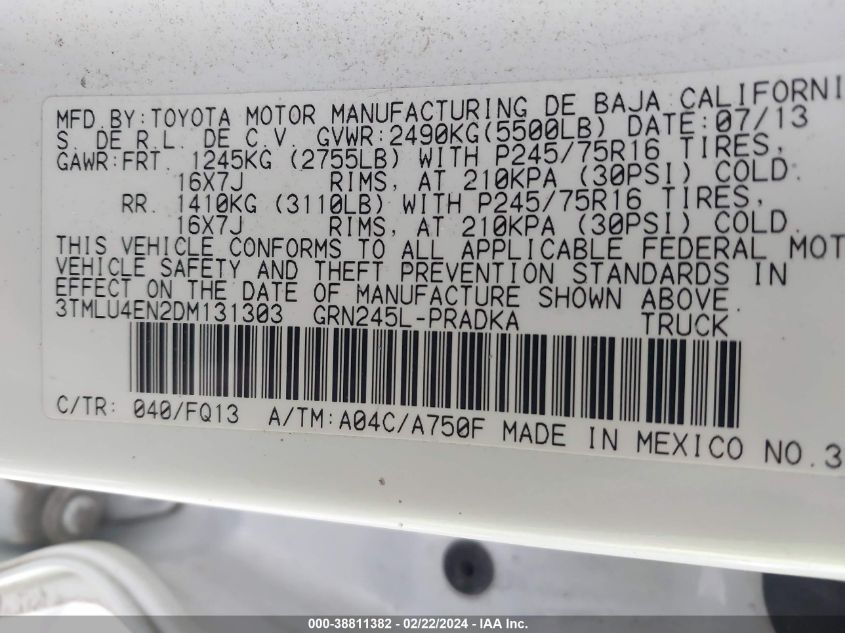 MFD BY:TOYOTA MOTOR MANUFACTURING DE BAJA CALIFORNI
S. DE R.L. DE C.V. GVWR:2490KG(5500LB) DATE:07/13
GAWR:FRT. 1245KG (2755LB) WITH P245/75R16 TIRES,
16X7J RIMS, AT 210KPA (30PSI) COLD.
RR. 1410KG (3110LB) WITH P245/75R16 TIRES,
16X7J RIMS, AT 210KPA (30PSI) COLD.
THIS VEHICLE CONFORMS TO ALL APPLICABLE FEDERAL MOT
VEHICLE SAFETY AND THEFT PREVENTION STANDARDS IN
EFFECT ON THE DATE OF MANUFACTURE SHOWN ABOVE.
3TMLU4EN2DM131303 GRN245L-PRADKA TRUCK
C/TR: 040/FQ13 A/TM:A04C/A750F MADE IN MEXICO NO.3
000-38811382 - 02/22/2024 - IAA Inc.